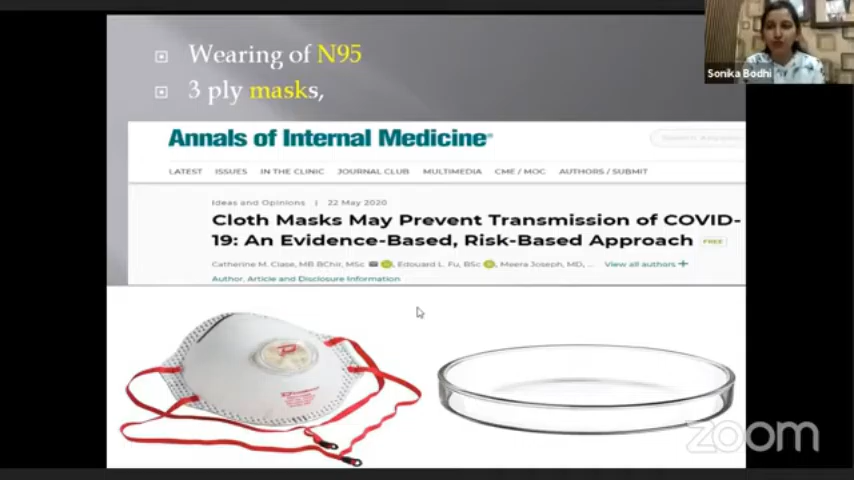 Wearing of N95
3 ply masks,
Sonika Bodhi
Annals of Internal Medicine
LATEST ISSUES IN THE CLINIC JOURNAL CLUB MULTIMEDIA CME / MOC AUTHORS / SUBMIT
Ideas and Opinions | 22 May 2020
Cloth Masks May Prevent Transmission of COVID-
19: An Evidence-Based, Risk-Based Approach FREE
Catherine M. Clase, MB BChir, MSc, Edouard L. Fu, BSc, Meera Joseph, MD, ... View all authors +
Author, Article and Disclosure Information
zoom